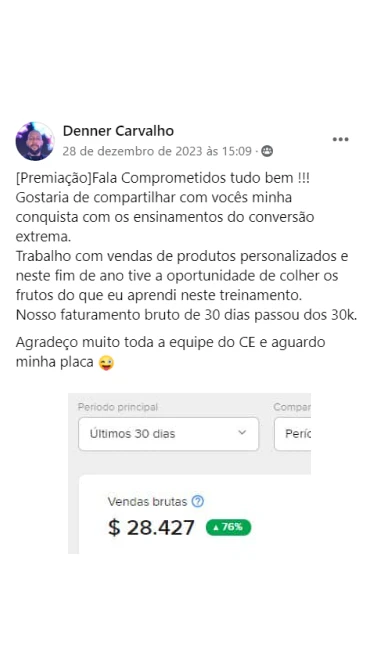 Denner Carvalho
28 de dezembro de 2023 às 15:09 ·
[Premiação]Fala Comprometidos tudo bem !!!
Gostaria de compartilhar com vocês minha
conquista com os ensinamentos do conversão
extrema.
Trabalho com vendas de produtos personalizados e
neste fim de ano tive a oportunidade de colher os
frutos do que eu aprendi neste treinamento.
Nosso faturamento bruto de 30 dias passou dos 30k.
Agradeço muito toda a equipe do CE e aguardo
minha placa 😜
Período principal
Compar
Últimos 30 dias
Perío
Vendas brutas
$ 28.427 ▲ 76%